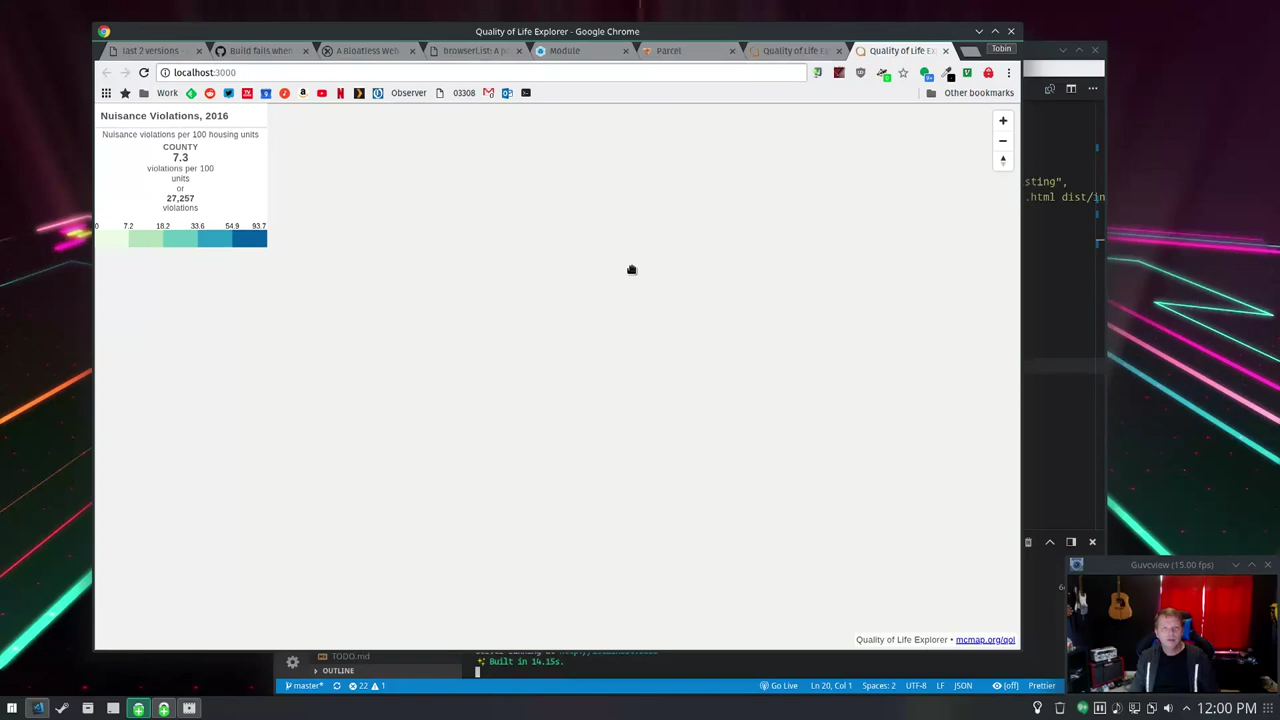 Quality of Life Explorer - Google Chrome
last 2 versions -
Build fails when
A Bloatless Web
browserList: A p
Module
Parcel
Quality of Life Ex
Quality of Life Ex
Tobin
localhost:3000
Work
Observer
03308
Other bookmarks
Nuisance Violations, 2016
Nuisance violations per 100 housing units
COUNTY
7.3
violations per 100
units
or
27,257
violations
0 7.2 18.2 33.6 54.9 93.7
sting",
.html dist/in
Quality of Life Explorer • mcmap.org/qol
Guvcview (15.00 fps)
TODO.md
OUTLINE
✨ Built in 14.15s.
master*
22
1
Go Live
Ln 20, Col 1
Spaces: 2
UTF-8
LF
JSON
[off]
Prettier
12:00 PM